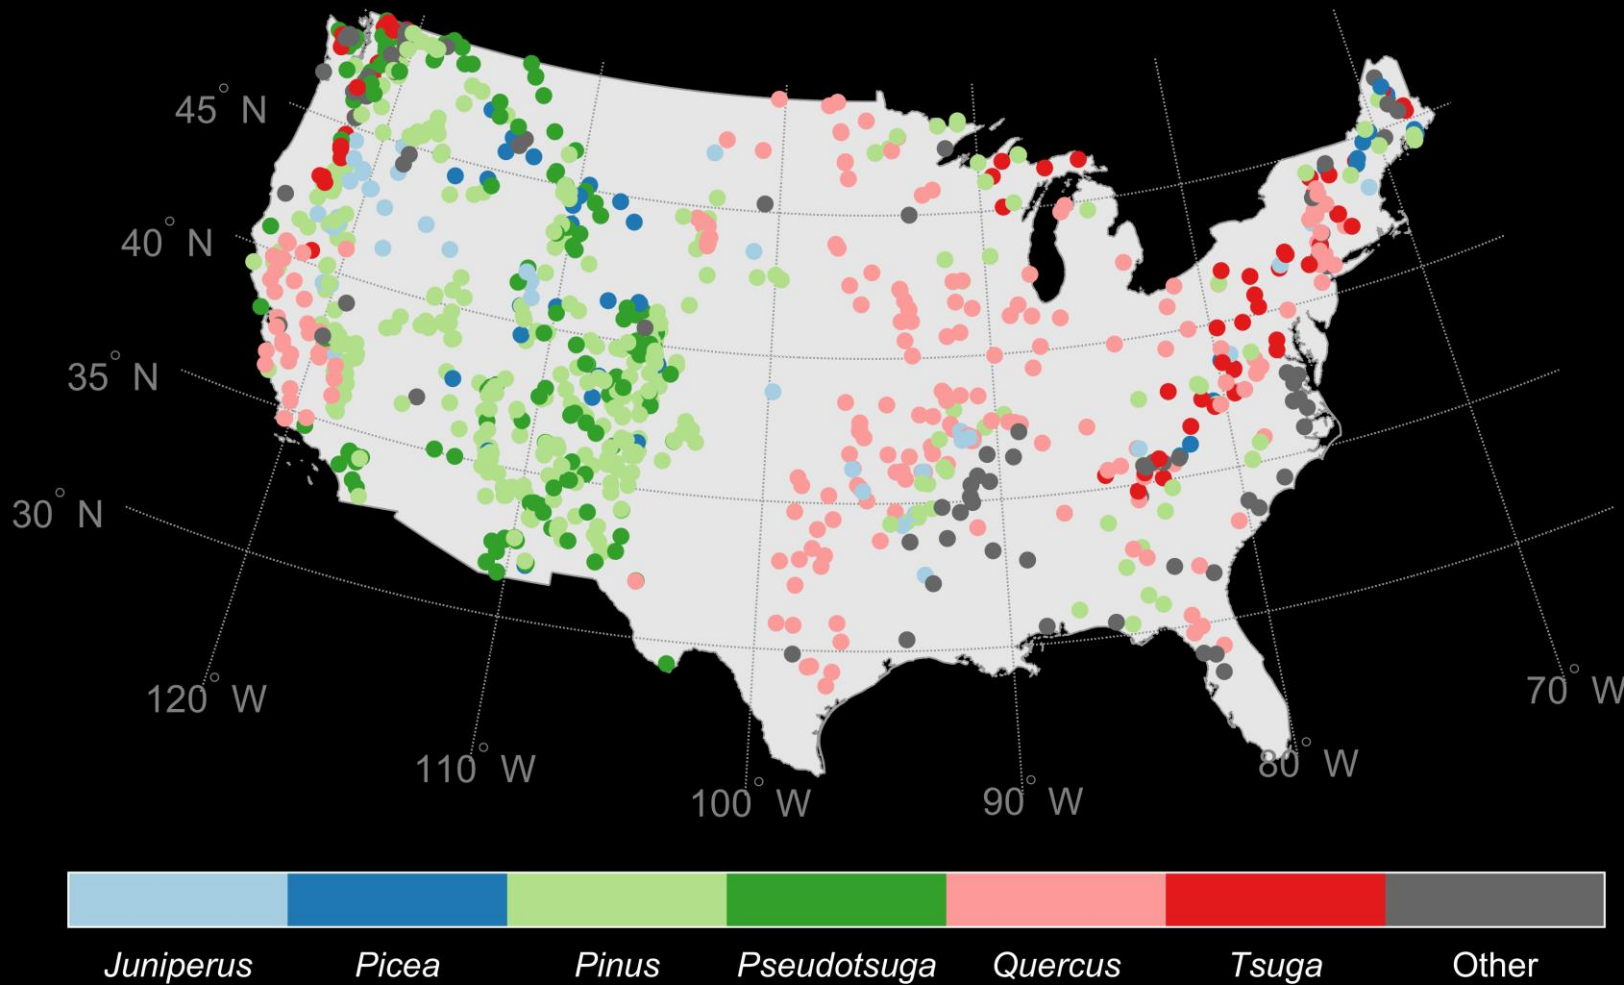 45° N
40° N
35° N
30° N
120° W
110° W
100° W
90° W
80° W
70° W
Juniperus Picea Pinus Pseudotsuga Quercus Tsuga Other